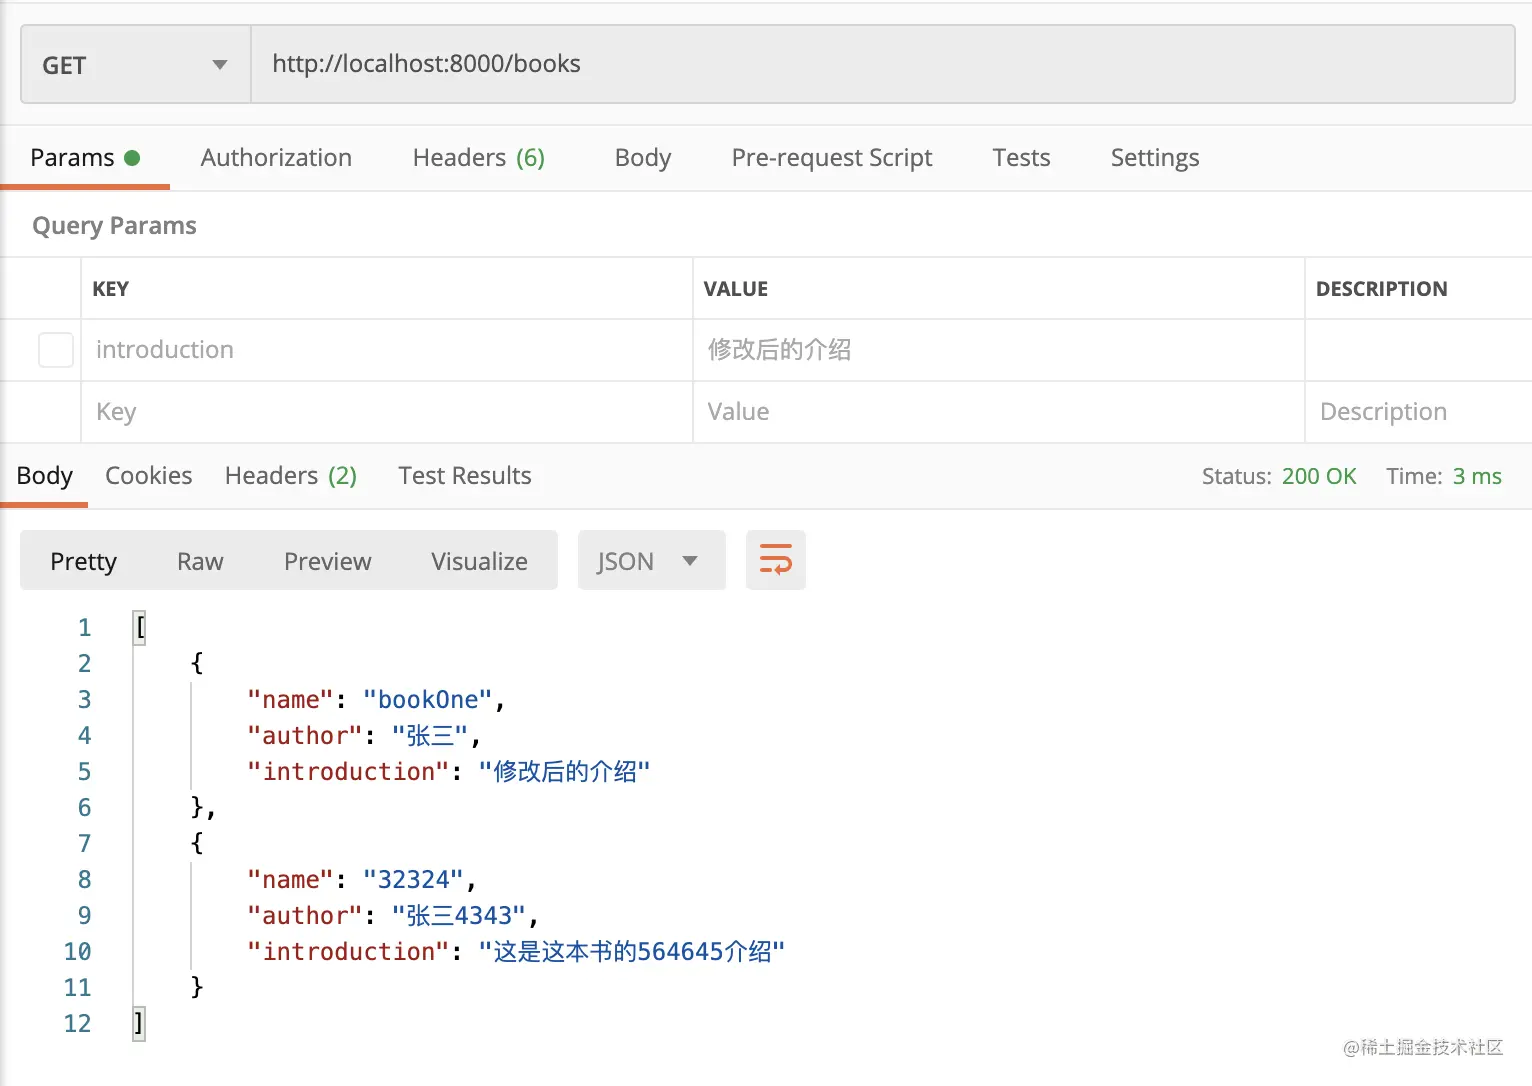 GET http://localhost:8000/books
Params Authorization Headers (6) Body Pre-request Script Tests Settings
Query Params
KEY VALUE DESCRIPTION
introduction 修改后的介绍
Key Value Description
Body Cookies Headers (2) Test Results Status: 200 OK Time: 3 ms
Pretty Raw Preview Visualize JSON
1 [
2 {
3 "name": "bookOne",
4 "author": "张三",
5 "introduction": "修改后的介绍"
6 },
7 {
8 "name": "32324",
9 "author": "张三4343",
10 "introduction": "这是这本书的564645介绍"
11 }
12 ]
@稀土掘金技术社区